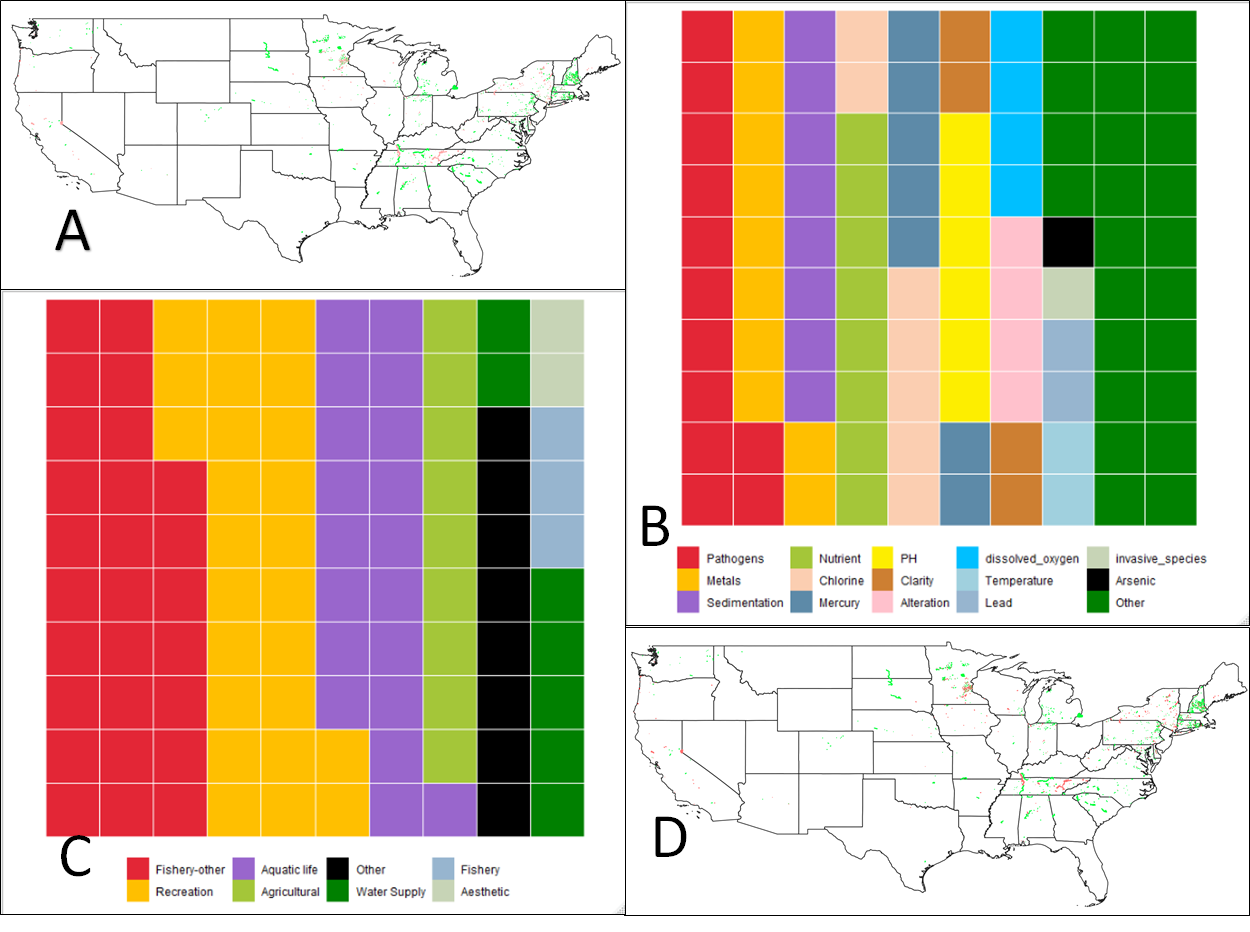 A
B
Pathogens Nutrient PH dissolved_oxygen invasive_species
Metals Chlorine Clarity Temperature Arsenic
Sedimentation Mercury Alteration Lead Other
C
Fishery-other Aquatic life Other Fishery
Recreation Agricultural Water Supply Aesthetic
D